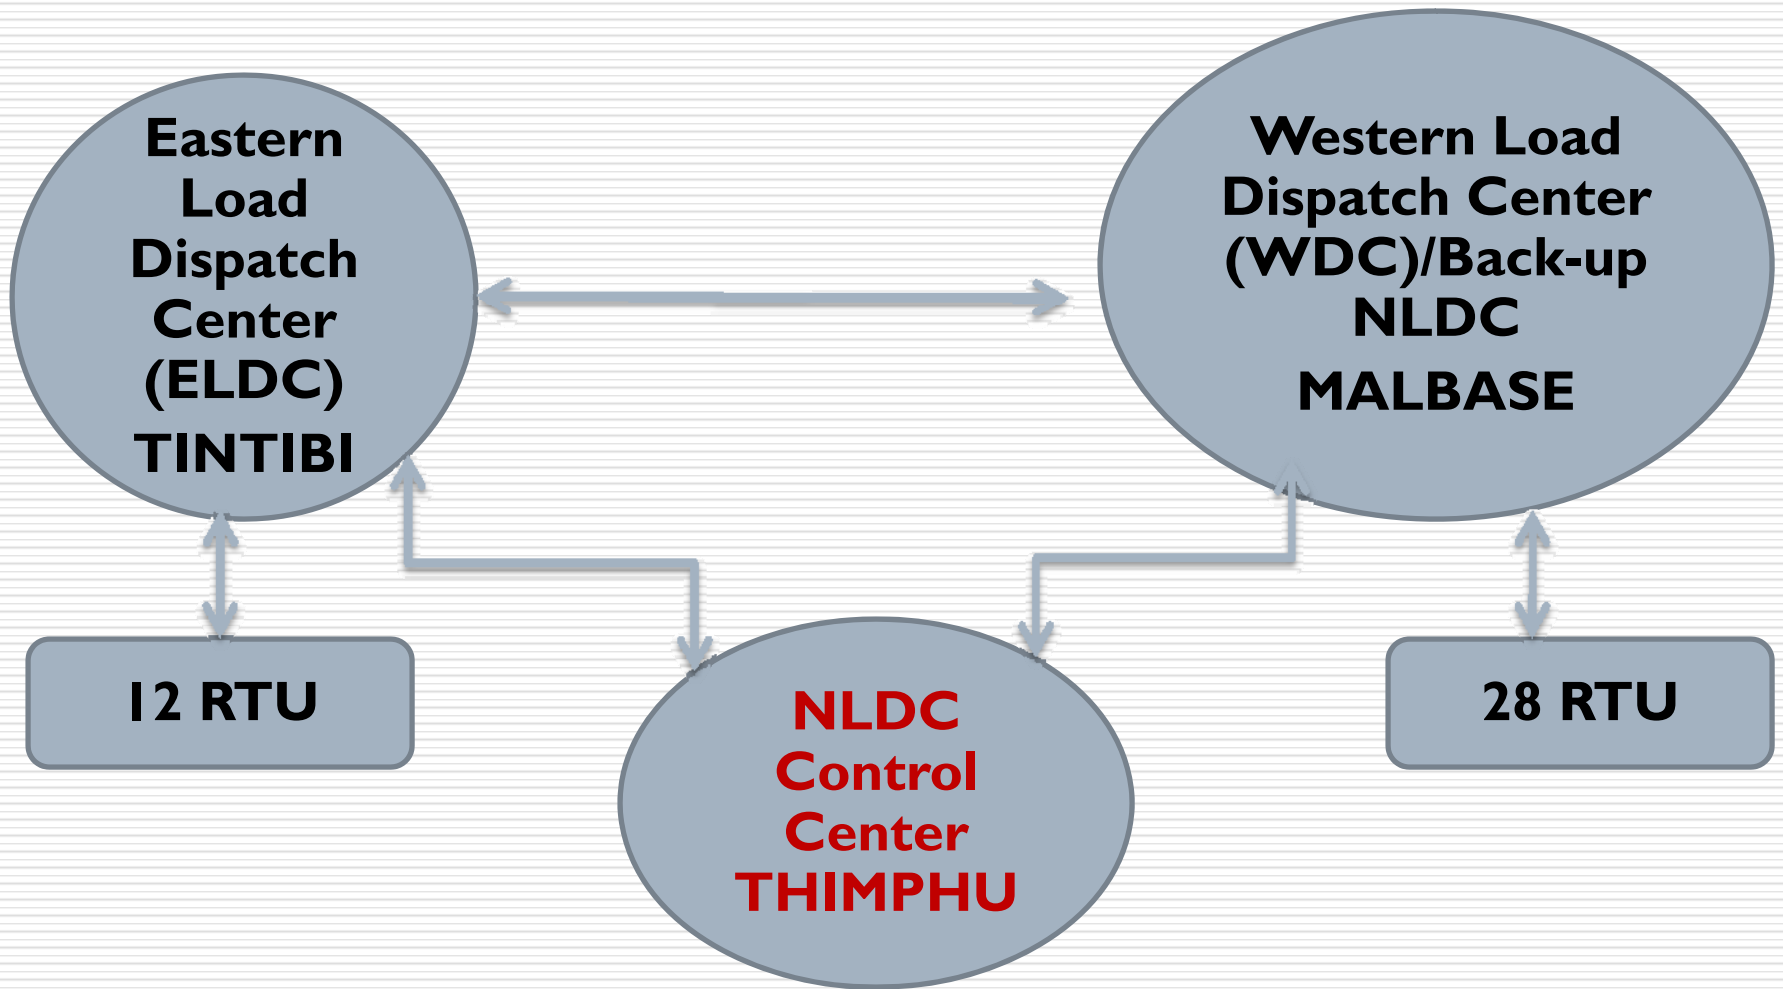 Eastern
Load
Dispatch
Center
(ELDC)
TINTIBI
Western Load
Dispatch Center
(WDC)/Back-up
NLDC
MALBASE
12 RTU
NLDC
Control
Center
THIMPHU
28 RTU